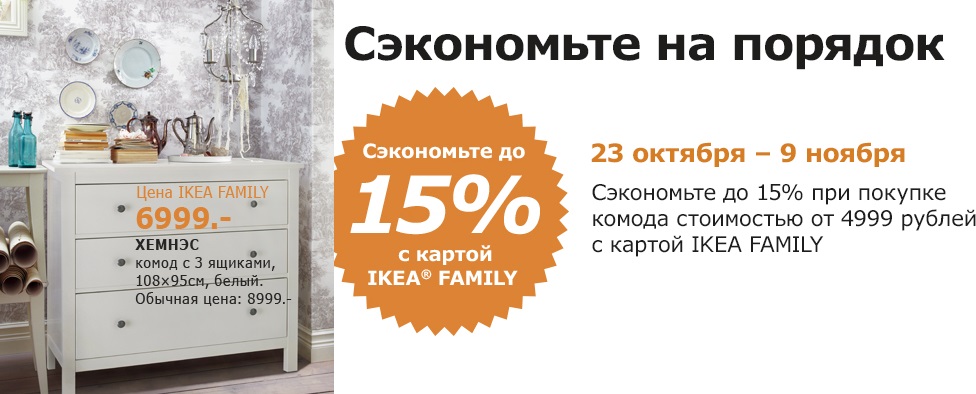 Сэкономьте на порядок
Сэкономьте до
15%
с картой
IKEA® FAMILY
23 октября – 9 ноября
Сэкономьте до 15% при покупке
комода стоимостью от 4999 рублей
с картой IKEA FAMILY
Цена IKEA FAMILY
6999.-
ХЕМНЭС
комод с 3 ящиками,
108×95см, белый.
Обычная цена: 8999.-